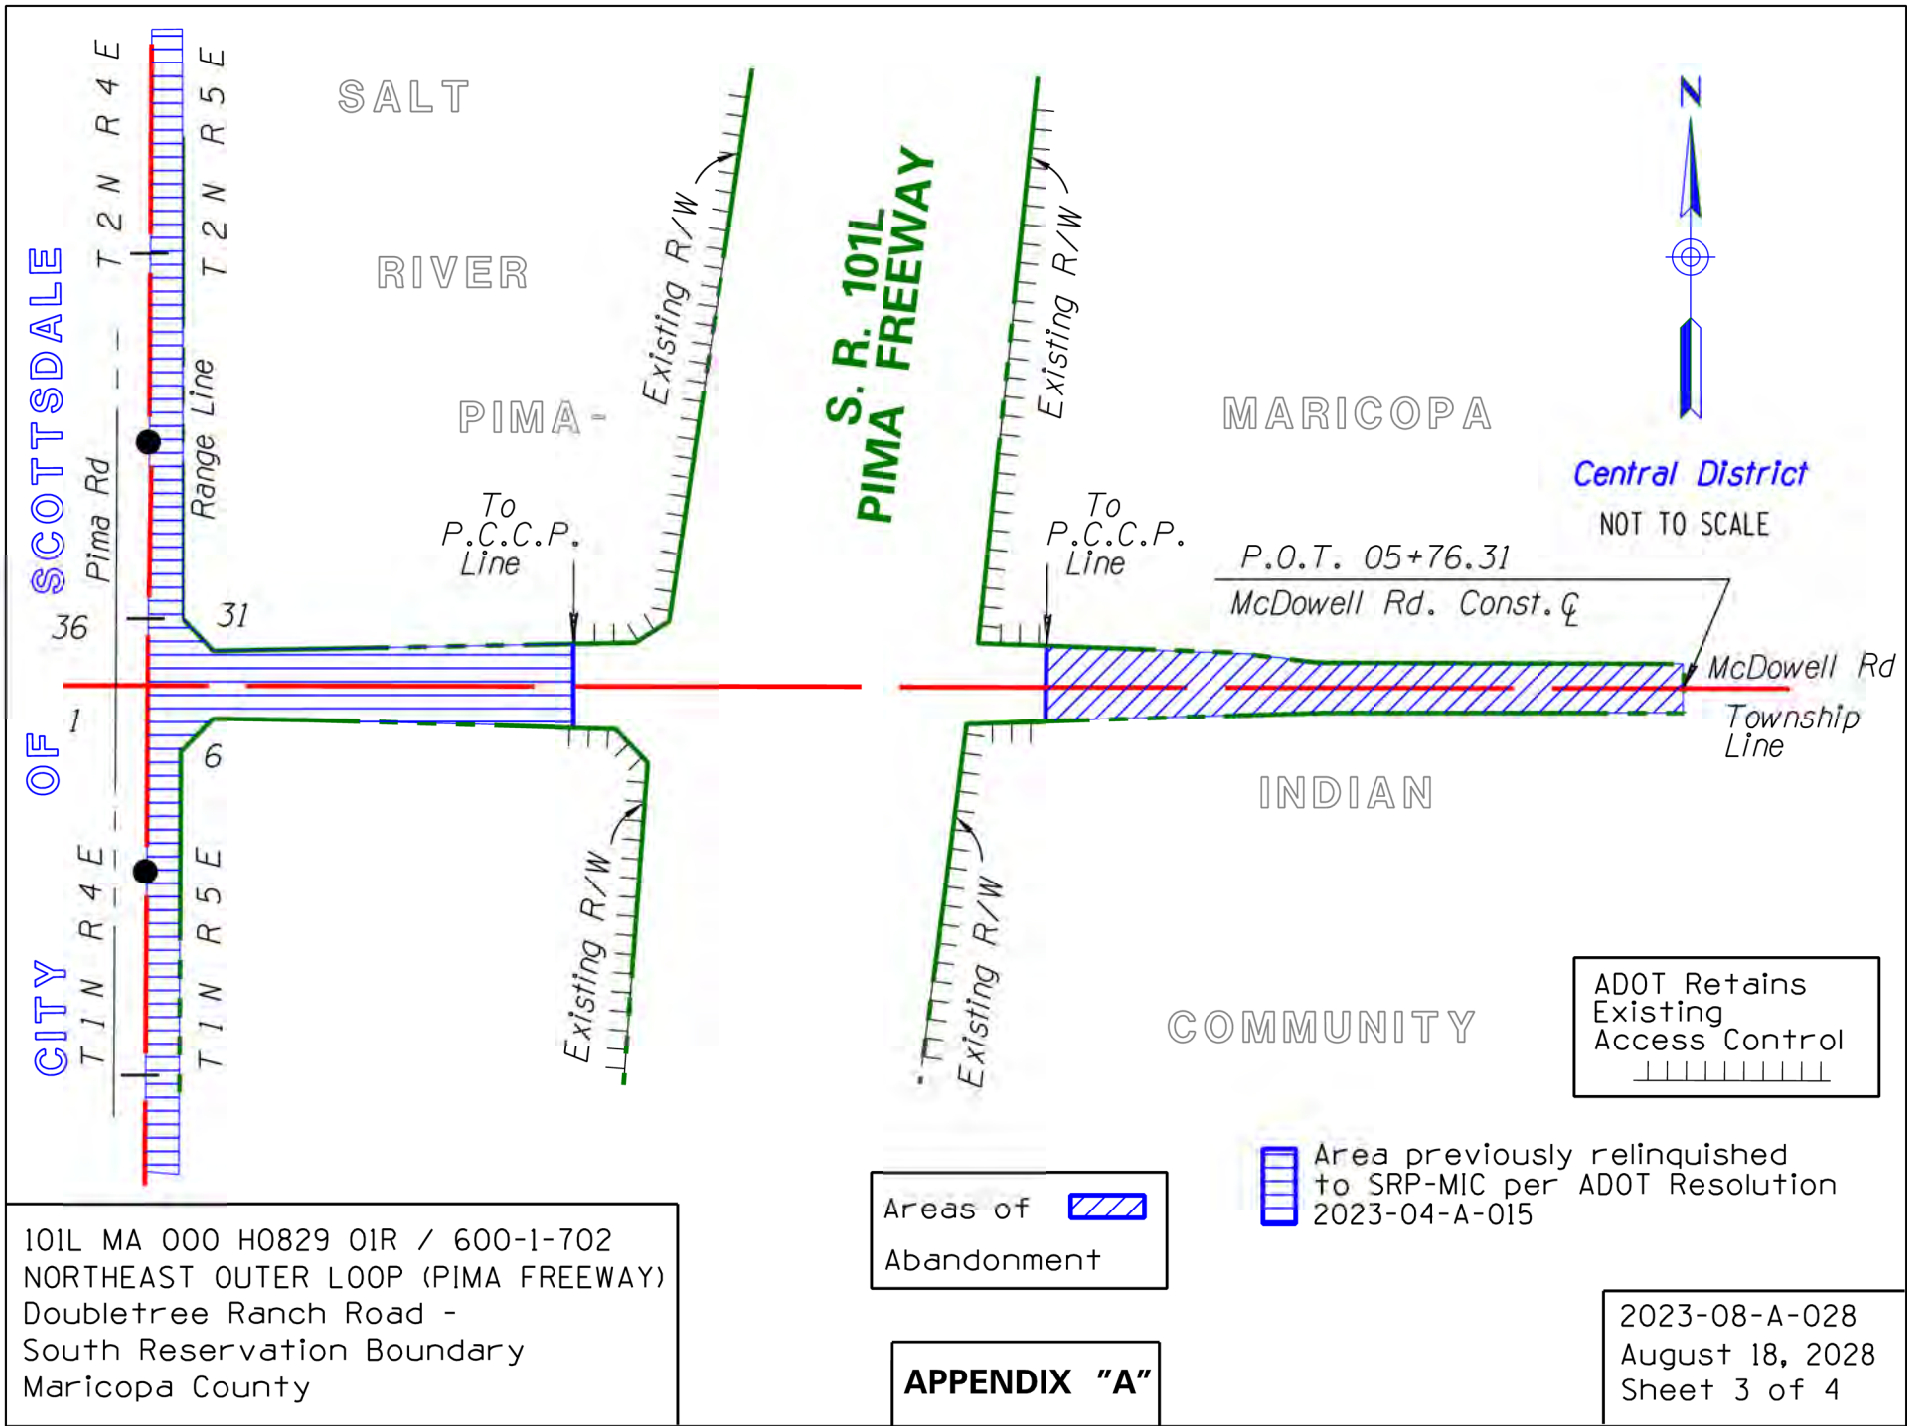 T 2 N R 4 E
T 2 N R 5 E
SALT
RIVER
PIMA-
MARICOPA
INDIAN
COMMUNITY
CITY OF SCOTTSDALE
Pima Rd
Range Line
Existing R/W
S. R. 101L
PIMA FREEWAY
Existing R/W
N
Central District
NOT TO SCALE
To
P.C.C.P.
Line
To
P.C.C.P.
Line
P.O.T. 05+76.31
McDowell Rd. Const. ℄
36
31
1
6
McDowell Rd
Township
Line
T 1 N R 4 E
T 1 N R 5 E
Existing R/W
Existing R/W
ADOT Retains
Existing
Access Control
Area previously relinquished
to SRP-MIC per ADOT Resolution
2023-04-A-015
Areas of
Abandonment
101L MA 000 H0829 01R / 600-1-702
NORTHEAST OUTER LOOP (PIMA FREEWAY)
Doubletree Ranch Road -
South Reservation Boundary
Maricopa County
APPENDIX "A"
2023-08-A-028
August 18, 2028
Sheet 3 of 4